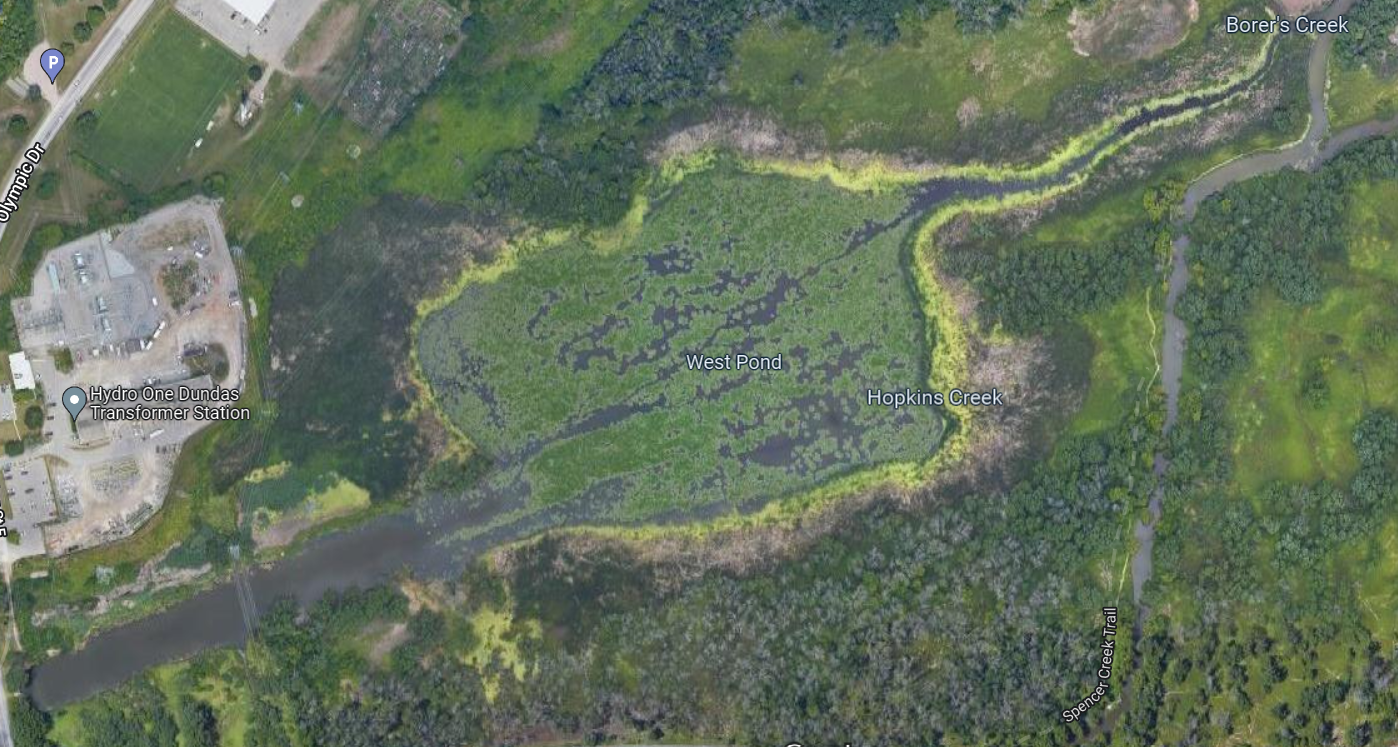 Borer's Creek
P
Olympic Dr
West Pond
Hydro One Dundas
Transformer Station
Hopkins Creek
Spencer Creek Trail